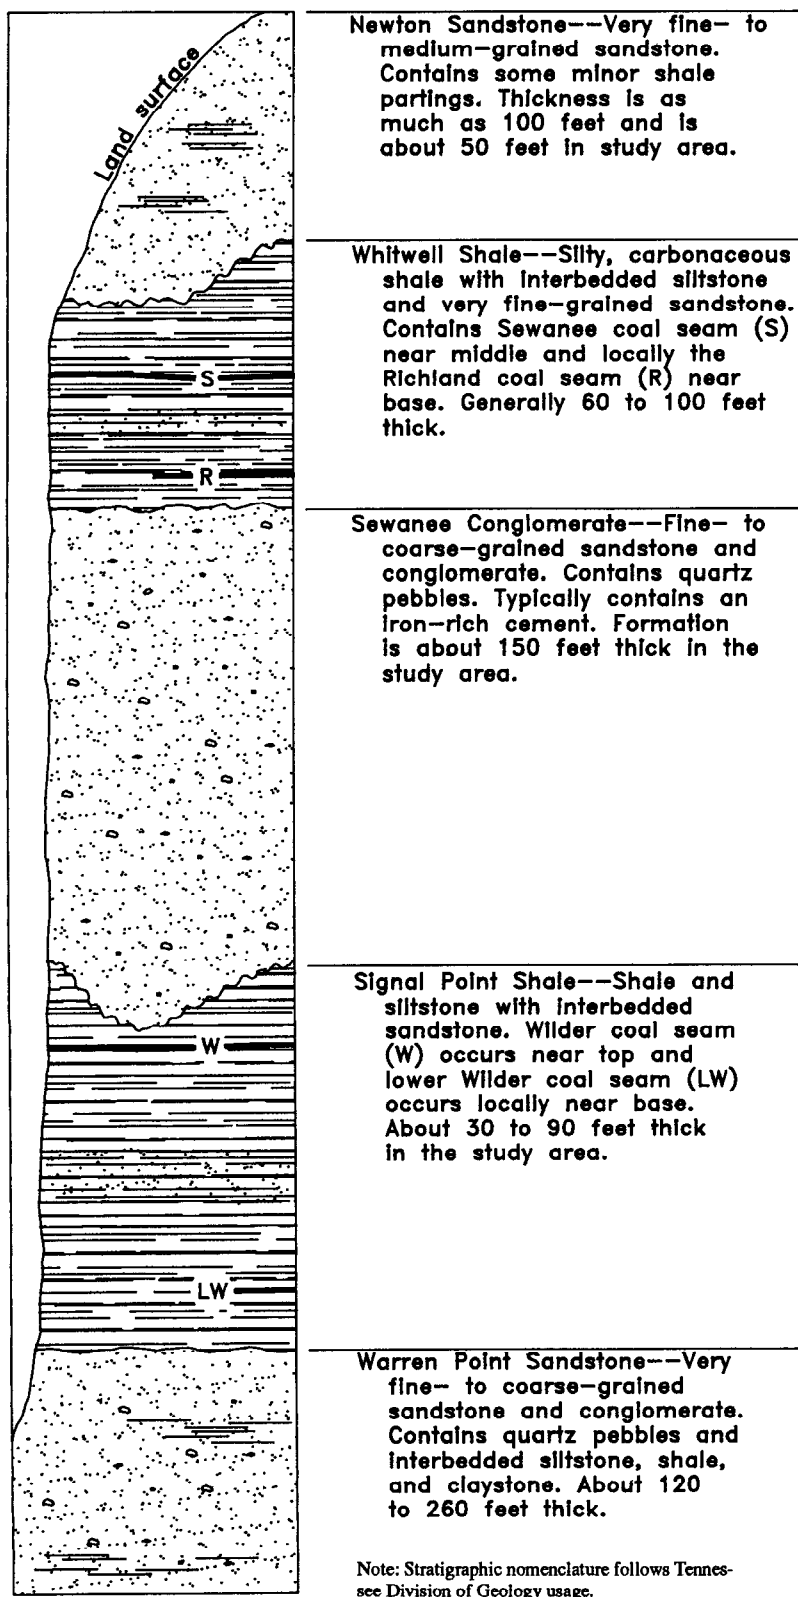 Land surface
Newton Sandstone--Very fine- to
medium-grained sandstone.
Contains some minor shale
partings. Thickness is as
much as 100 feet and is
about 50 feet in study area.
Whitwell Shale--Silty, carbonaceous
shale with interbedded siltstone
and very fine-grained sandstone.
Contains Sewanee coal seam (S)
near middle and locally the
Richland coal seam (R) near
base. Generally 60 to 100 feet
thick.
S
R
Sewanee Conglomerate--Fine- to
coarse-grained sandstone and
conglomerate. Contains quartz
pebbles. Typically contains an
iron-rich cement. Formation
is about 150 feet thick in the
study area.
Signal Point Shale--Shale and
siltstone with interbedded
sandstone. Wilder coal seam
(W) occurs near top and
lower Wilder coal seam (LW)
occurs locally near base.
About 30 to 90 feet thick
in the study area.
W
LW
Warren Point Sandstone--Very
fine- to coarse-grained
sandstone and conglomerate.
Contains quartz pebbles and
interbedded siltstone, shale,
and claystone. About 120
to 260 feet thick.
Note: Stratigraphic nomenclature follows Tennes-
see Division of Geology usage.